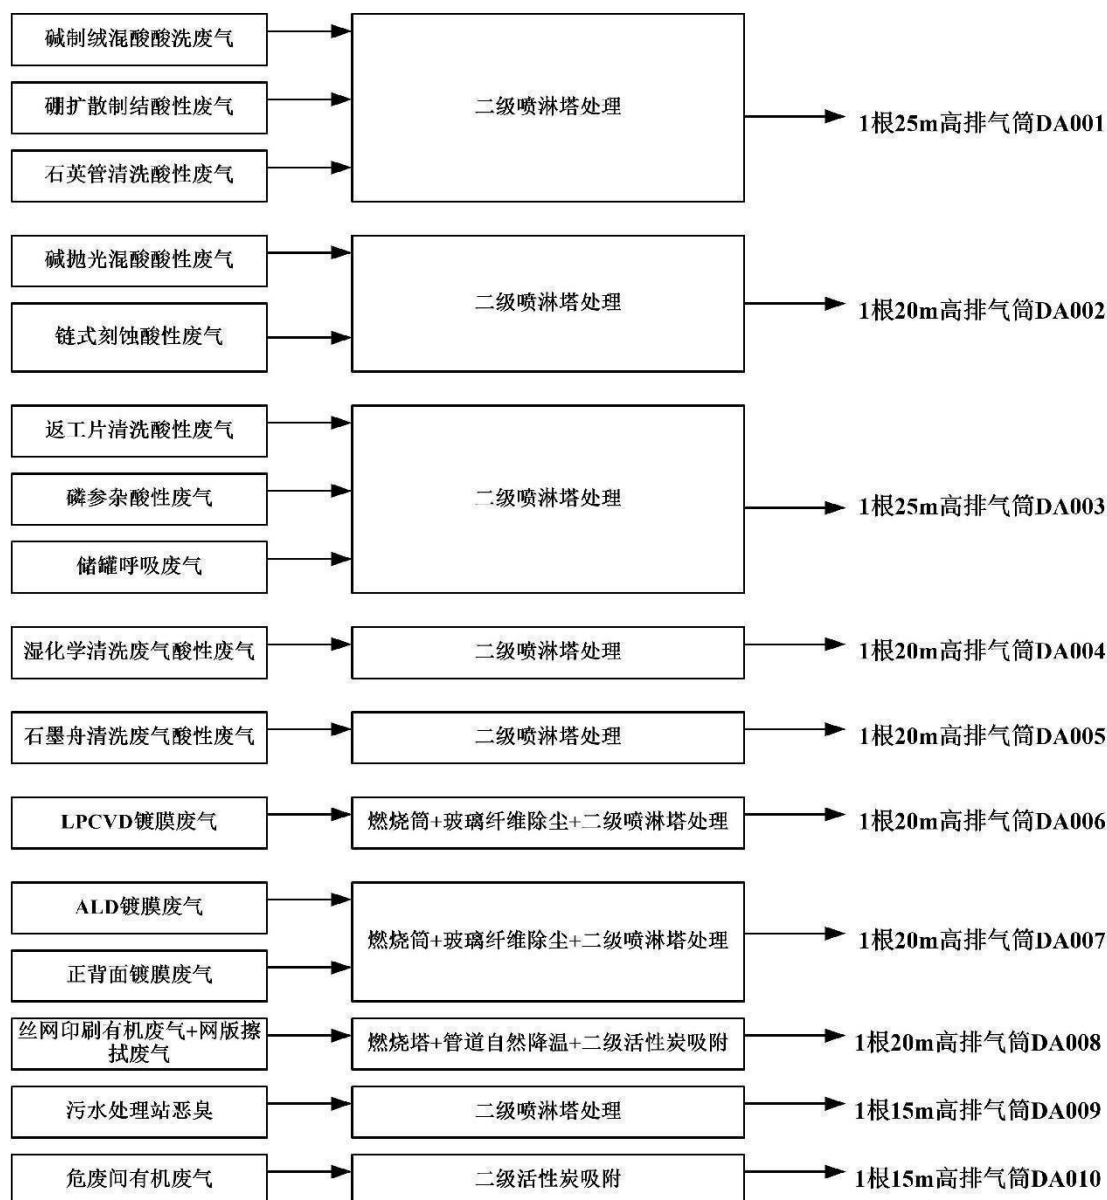 碱制绒混酸酸洗废气
硼扩散制结酸性废气
石英管清洗酸性废气
二级喷淋塔处理
1根25m高排气筒DA001
碱抛光混酸酸性废气
链式刻蚀酸性废气
二级喷淋塔处理
1根20m高排气筒DA002
返工片清洗酸性废气
磷参杂酸性废气
储罐呼吸废气
二级喷淋塔处理
1根25m高排气筒DA003
湿化学清洗废气酸性废气
二级喷淋塔处理
1根20m高排气筒DA004
石墨舟清洗废气酸性废气
二级喷淋塔处理
1根20m高排气筒DA005
LPCVD镀膜废气
燃烧筒+玻璃纤维除尘+二级喷淋塔处理
1根20m高排气筒DA006
ALD镀膜废气
正背面镀膜废气
燃烧筒+玻璃纤维除尘+二级喷淋塔处理
1根20m高排气筒DA007
丝网印刷有机废气+网版擦
拭废气
燃烧塔+管道自然降温+二级活性炭吸附
1根20m高排气筒DA008
污水处理站恶臭
二级喷淋塔处理
1根15m高排气筒DA009
危废间有机废气
二级活性炭吸附
1根15m高排气筒DA010